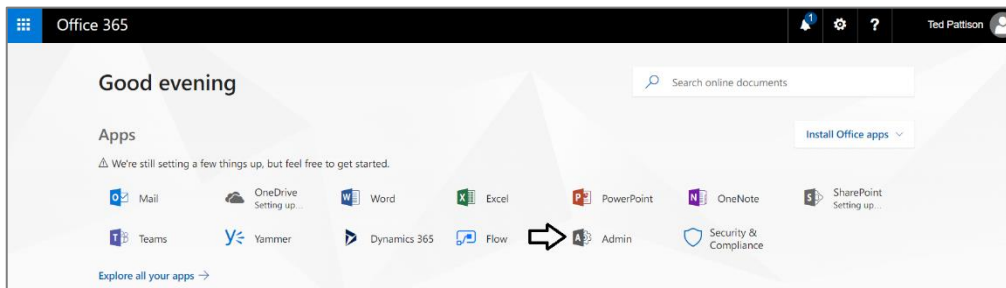 Office 365
1
?
Ted Pattison
Good evening
Search online documents
Apps
Install Office apps
We're still setting a few things up, but feel free to get started.
Mail
OneDrive
Setting up...
Word
Excel
PowerPoint
OneNote
SharePoint
Setting up...
Teams
Yammer
Dynamics 365
Flow
Admin
Security &
Compliance
Explore all your apps →